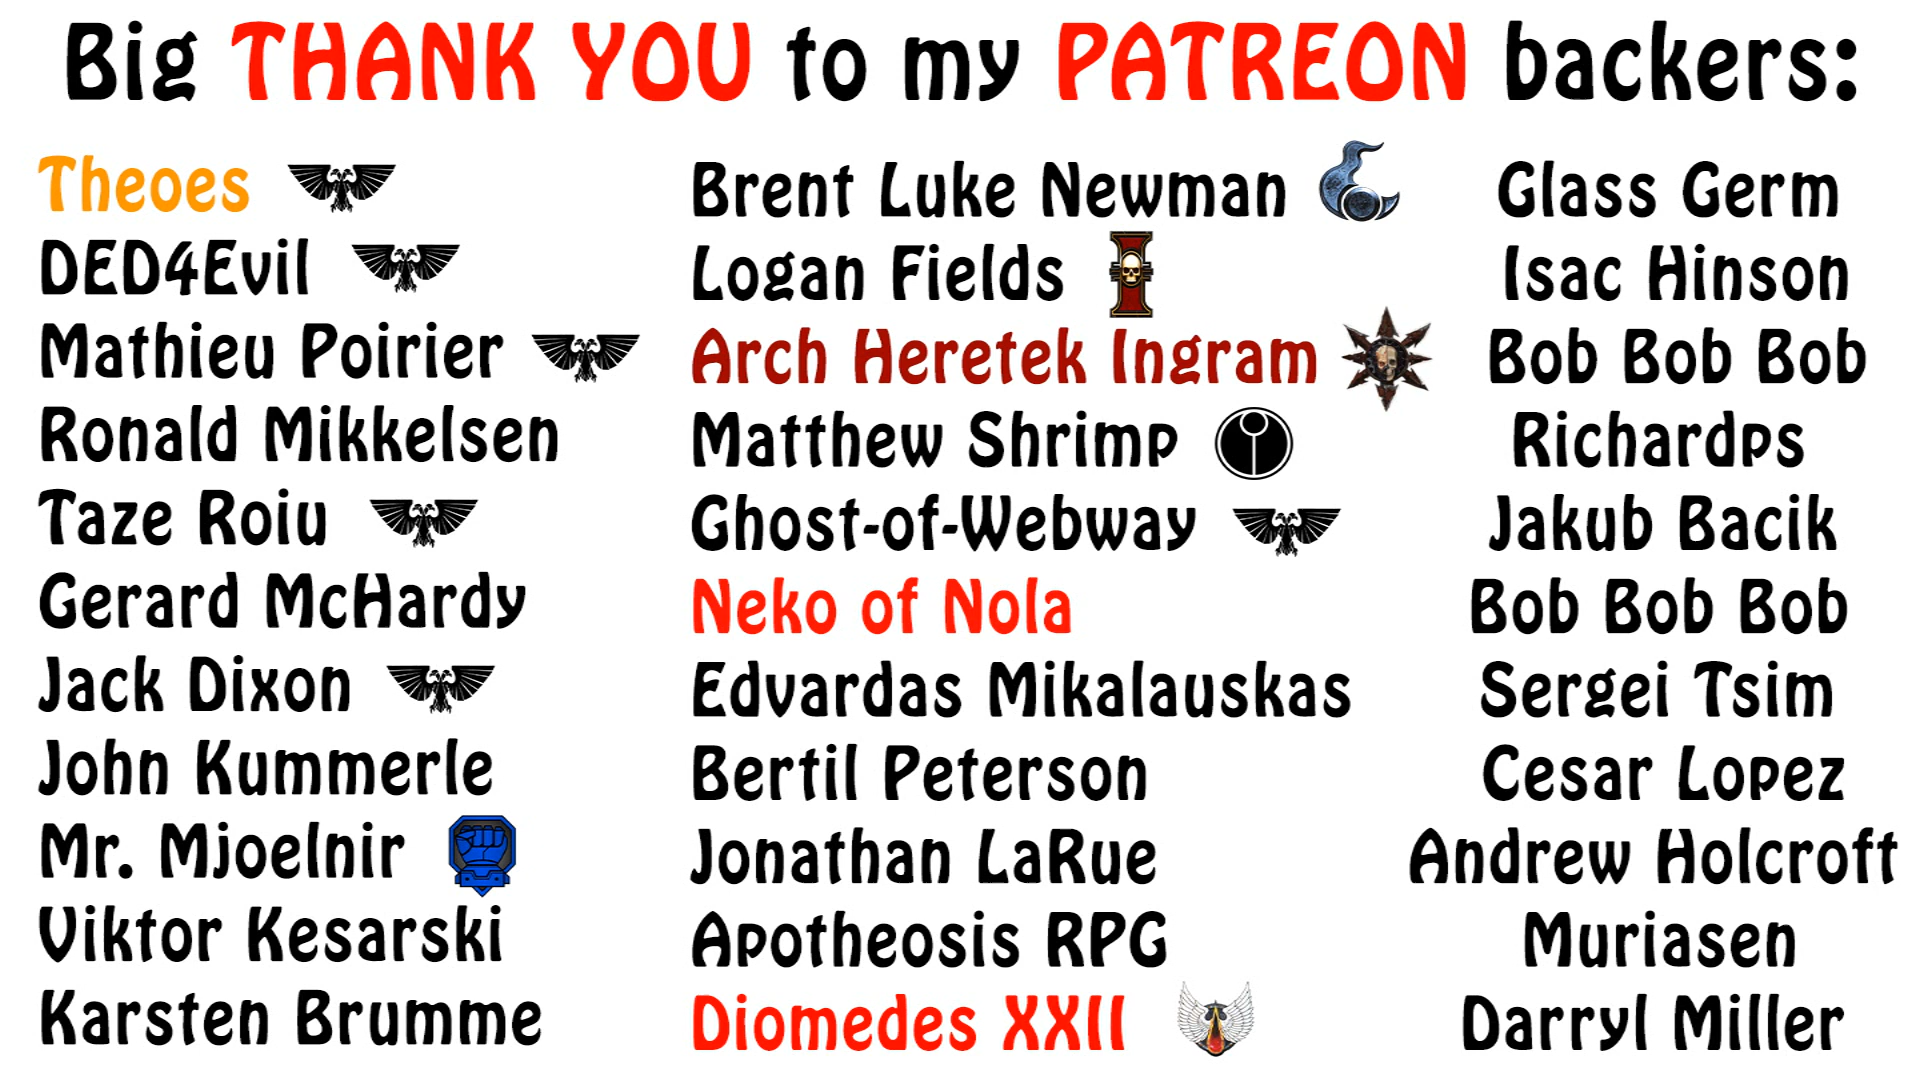 Big THANK YOU to my PATREON backers:
Theoes
DED4Evil
Mathieu Poirier
Ronald Mikkelsen
Taze Roiu
Gerard McHardy
Jack Dixon
John Kummerle
Mr. Mjoelnir
Viktor Kesarski
Karsten Brumme
Brent Luke Newman
Logan Fields
Arch Heretek Ingram
Matthew Shrimp
Ghost-of-Webway
Neko of Nola
Edvardas Mikalauskas
Bertil Peterson
Jonathan LaRue
Apotheosis RPG
Diomedes XXII
Glass Germ
Isac Hinson
Bob Bob Bob
Richardps
Jakub Bacik
Bob Bob Bob
Sergei Tsim
Cesar Lopez
Andrew Holcroft
Muriasen
Darryl Miller